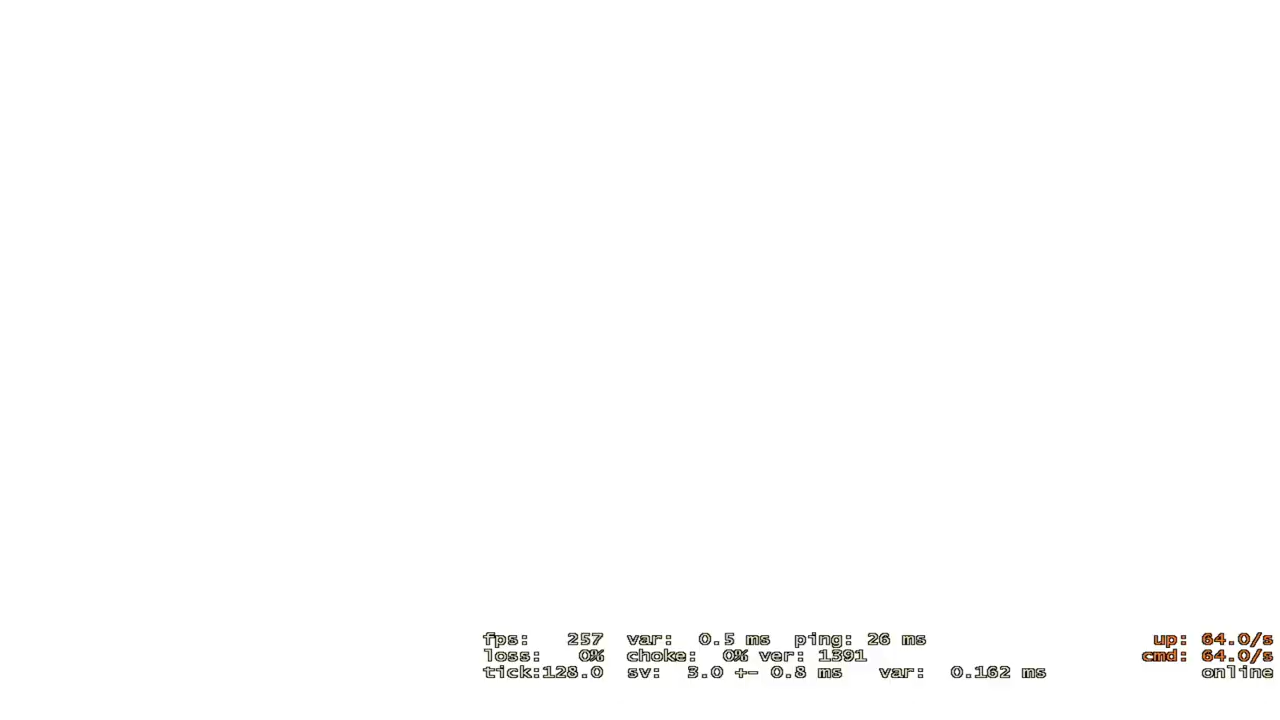 fps:   257  var:  0.5 ms  ping: 26 ms   up: 64.0/s
loss:   0%  choke:  0% ver: 1391   cmd: 64.0/s
tick:128.0  sv:  3.0 +- 0.8 ms   var:  0.162 ms   online